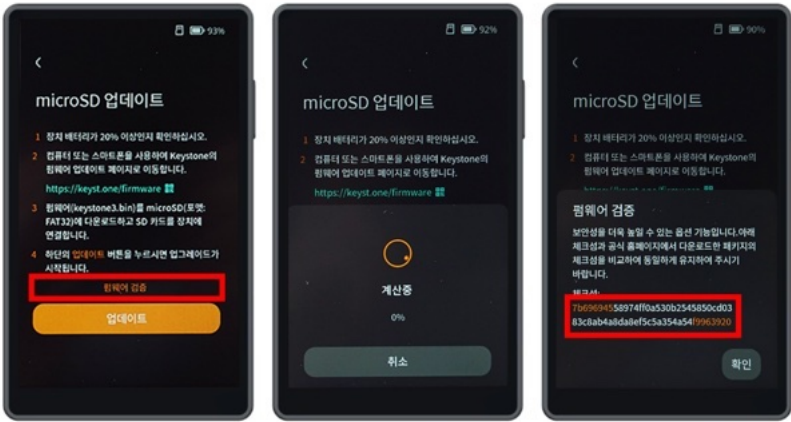 93%
microSD 업데이트
1 장치 배터리가 20% 이상인지 확인하십시오.
2 컴퓨터 또는 스마트폰을 사용하여 Keystone의
펌웨어 업데이트 페이지로 이동합니다.
https://keyst.one/firmware
3 펌웨어(keystone3.bin)를 microSD(포맷:
FAT32)에 다운로드하고 SD 카드를 장치에
연결합니다.
4 하단의 업데이트 버튼을 누르시면 업그레이드가
시작됩니다.
펌웨어 검증
업데이트
92%
microSD 업데이트
1 장치 배터리가 20% 이상인지 확인하십시오.
2 컴퓨터 또는 스마트폰을 사용하여 Keystone의
펌웨어 업데이트 페이지로 이동합니다.
https://keyst.one/firmware
계산중
0%
취소
90%
microSD 업데이트
1 장치 배터리가 20% 이상인지 확인하십시오.
2 컴퓨터 또는 스마트폰을 사용하여 Keystone의
펌웨어 업데이트 페이지로 이동합니다.
https://keyst.one/firmware
펌웨어 검증
보안성을 더욱 높일 수 있는 옵션 기능입니다.아래
체크섬과 공식 홈페이지에서 다운로드한 패키지의
체크섬을 비교하여 동일하게 유지하여 주시기
바랍니다.
체크섬:
7b69694558974ff0a530b2545850cd03
83c8ab4a8da8ef5c5a354a54f9963920
확인